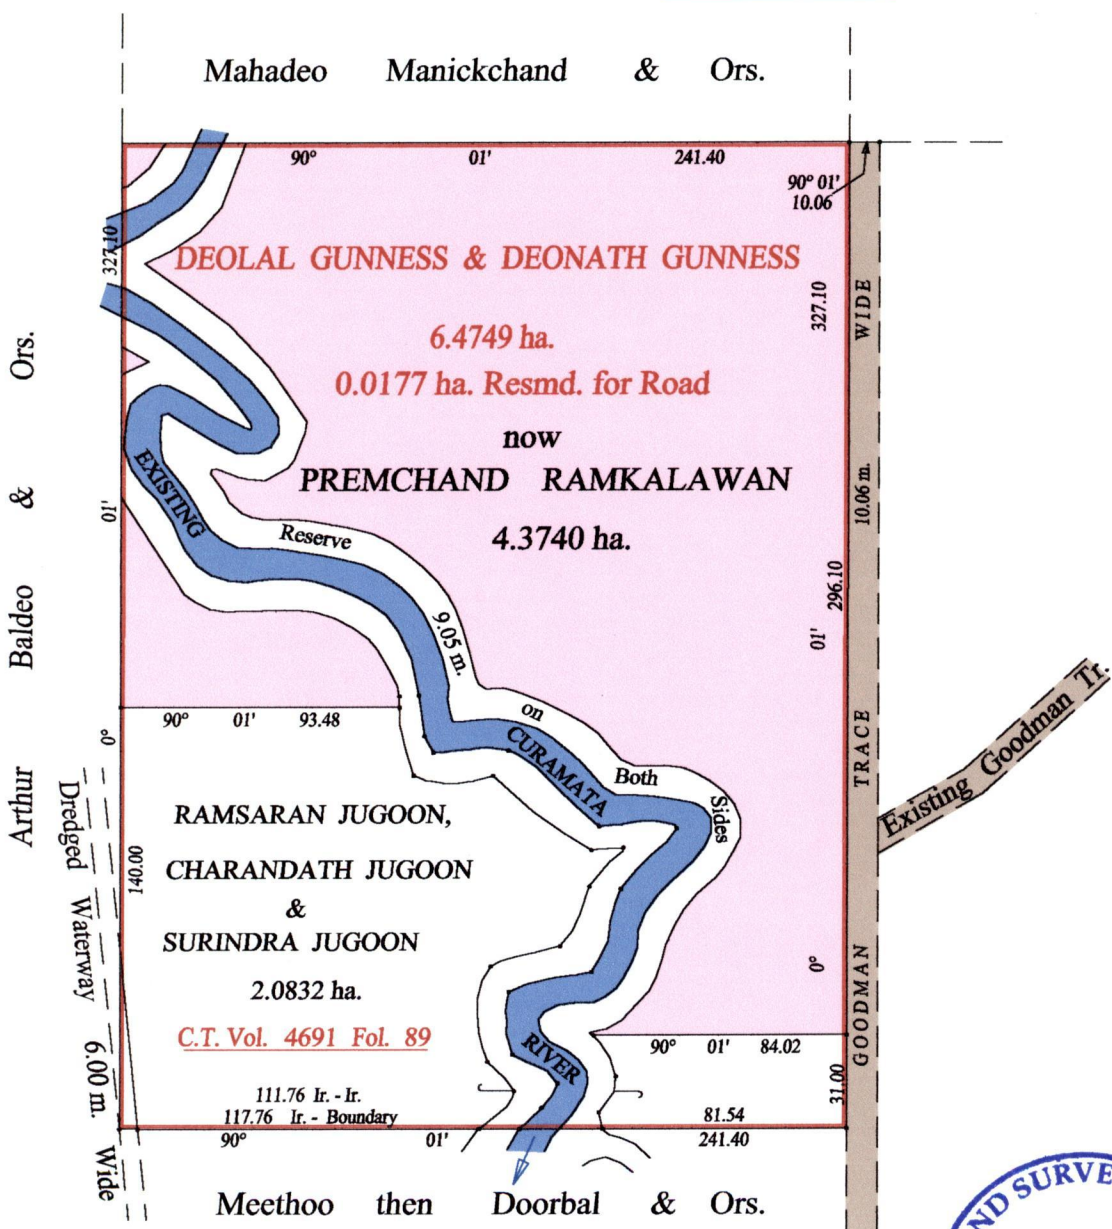 Mahadeo Manickchand & Ors.
90° 01' 241.40
90° 01'
10.06
327.10
DEOLAL GUNNESS & DEONATH GUNNESS
6.4749 ha.
0.0177 ha. Resmd. for Road
now
PREMCHAND RAMKALAWAN
4.3740 ha.
327.10
296.10
01'
0°
31.00
GOODMAN TRACE 10.06 m. WIDE
Existing Goodman Tr.
Arthur Baldeo & Ors.
01'
0°
140.00
EXISTING CURAMATA RIVER
Reserve 9.05 m. on Both Sides
90° 01' 93.48
RAMSARAN JUGOON,
CHARANDATH JUGOON
&
SURINDRA JUGOON
2.0832 ha.
C.T. Vol. 4691 Fol. 89
Dredged Waterway 6.00 m. Wide
90° 01' 84.02
111.76 Ir. - Ir.
117.76 Ir. - Boundary
81.54
90° 01' 241.40
Meethoo then Doorbal & Ors.